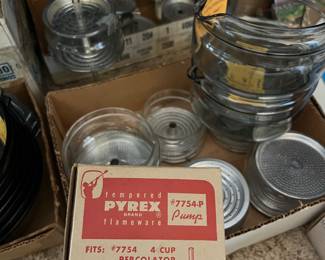 tempered
PYREX
BRAND
flameware
#7754-P
Pump
FITS: #7754 4 CUP
PERCOLATOR